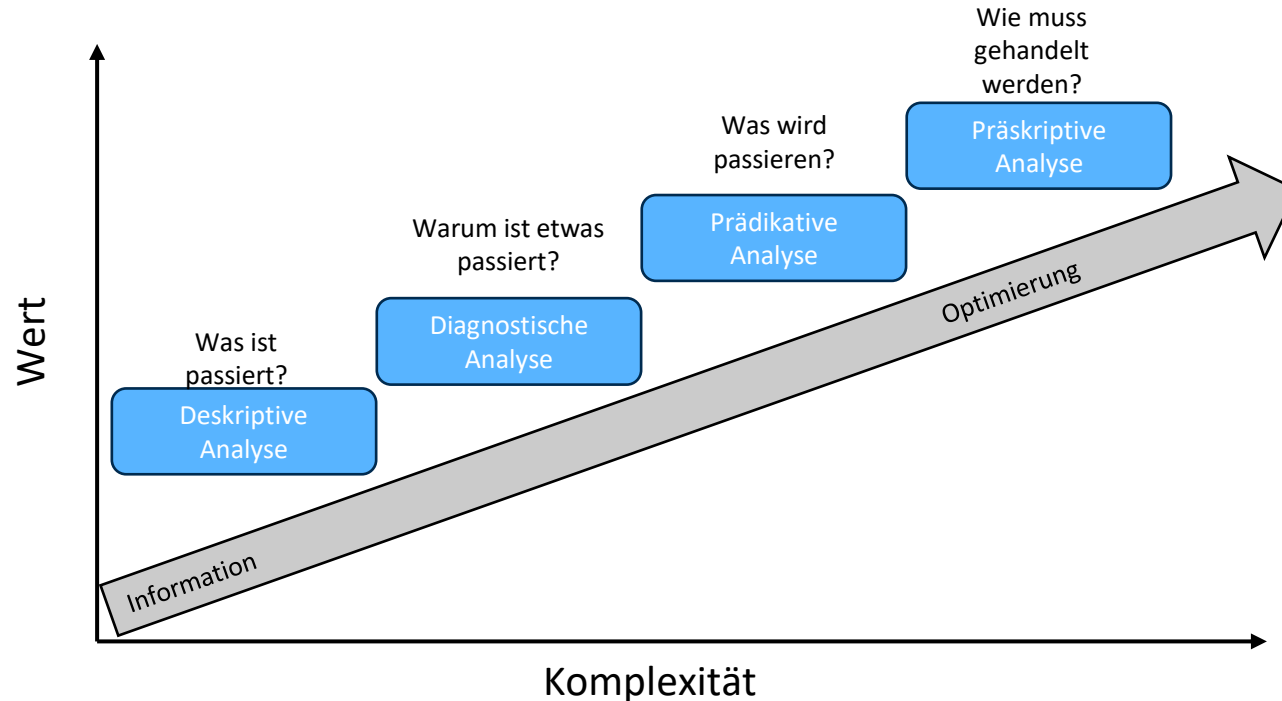 Wie muss
gehandelt
werden?
Präskriptive
Analyse
Was wird
passieren?
Prädikative
Analyse
Warum ist etwas
passiert?
Diagnostische
Analyse
Was ist
passiert?
Deskriptive
Analyse
Wert
Optimierung
Information
Komplexität